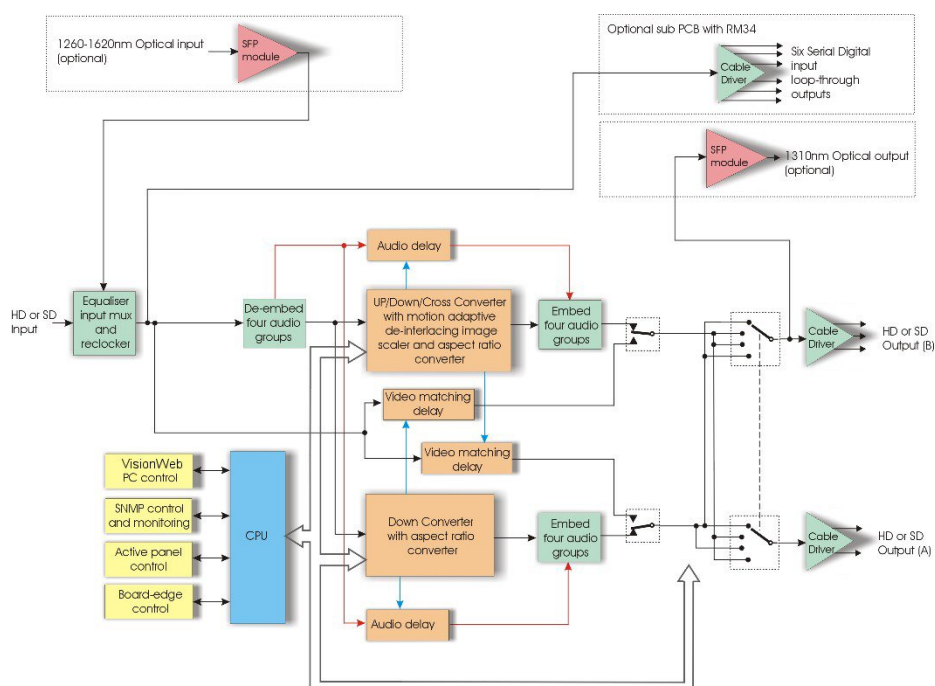 1260-1620nm Optical input
(optional)
SFP
module
Optional sub PCB with RM34
Cable
Driver
Six Serial Digital
input
loop-through
outputs
SFP
module
1310nm Optical output
(optional)
HD or SD
Input
Equaliser
input mux
and
reclocker
De-embed
four audio
groups
Audio delay
UP/Down/Cross Converter
with motion adaptive
de-interlacing image
scaler and aspect ratio
converter
Embed
four audio
groups
Cable
Driver
HD or SD
Output (B)
Video matching
delay
Video matching
delay
VisionWeb
PC control
SNMP control
and monitoring
Active panel
control
Board-edge
control
CPU
Down Converter
with aspect ratio
converter
Embed
four audio
groups
Cable
Driver
HD or SD
Output (A)
Audio delay